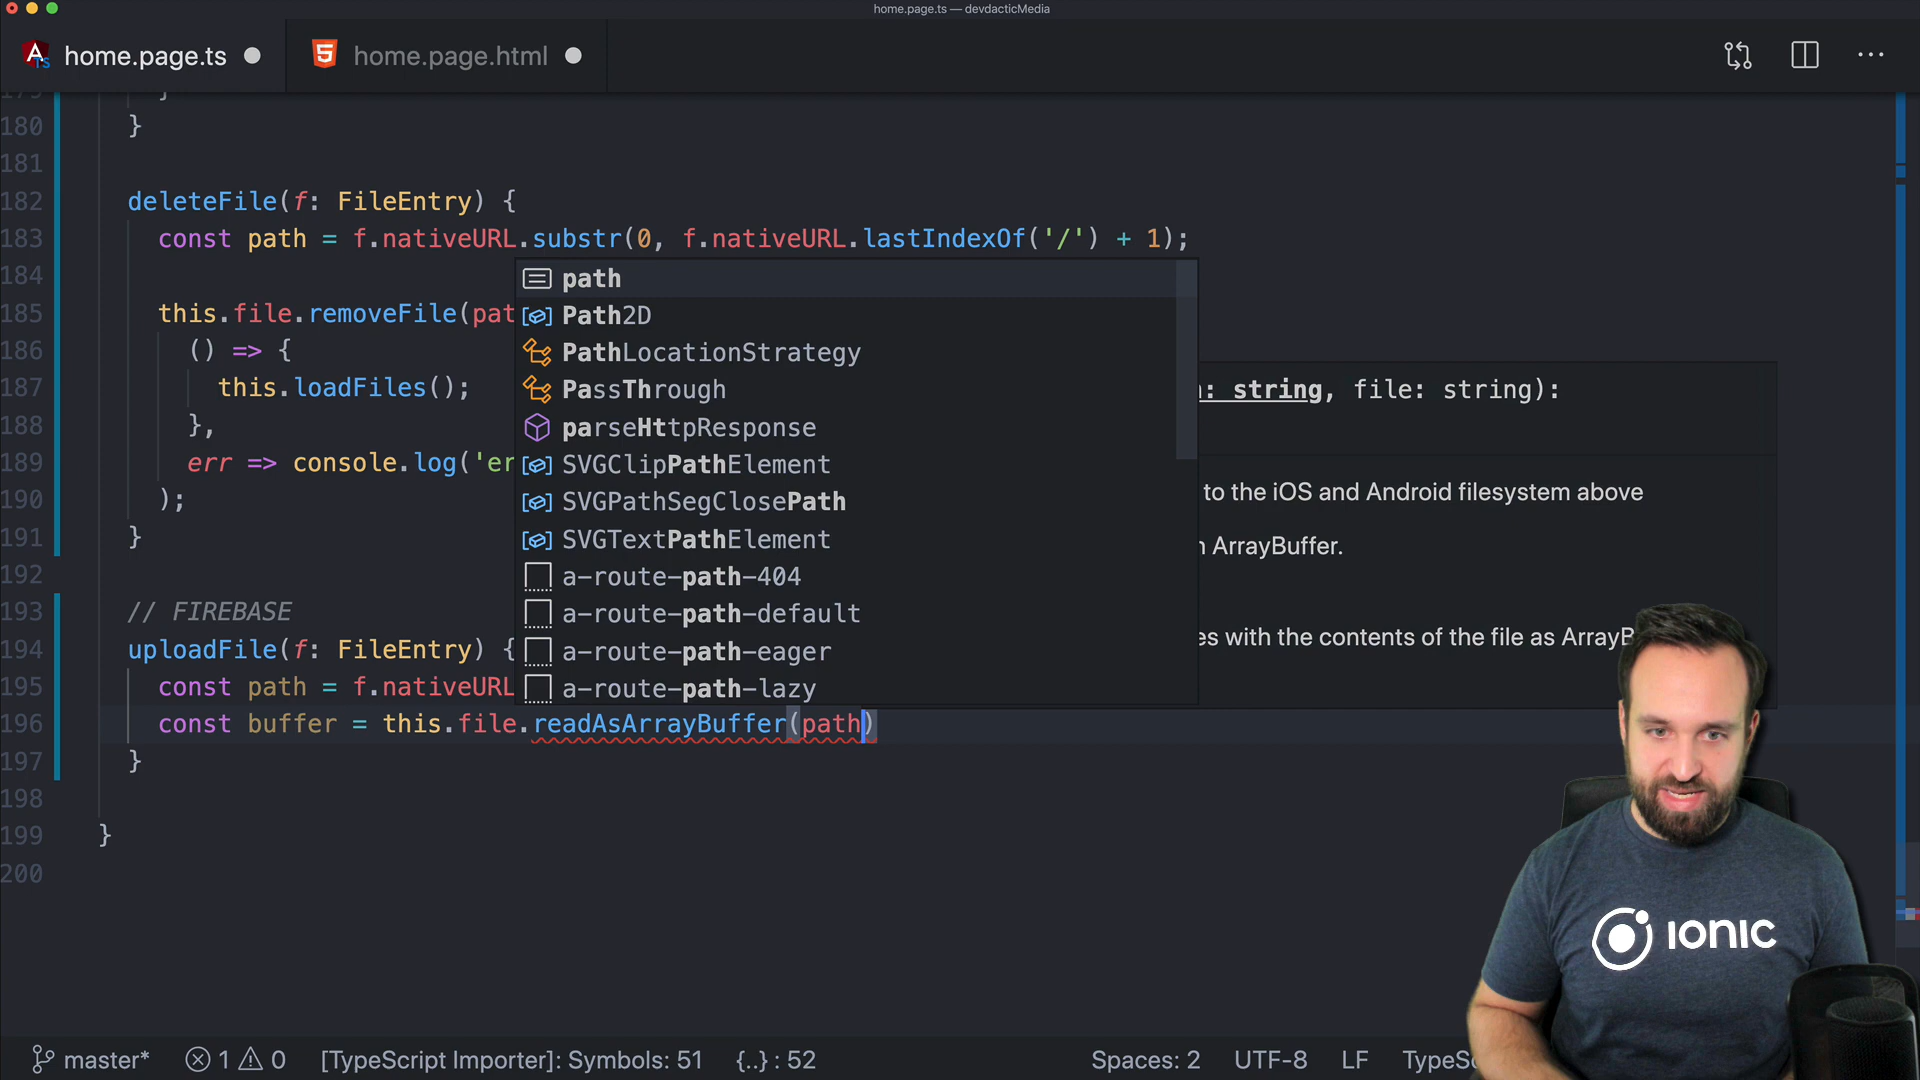 home.page.ts — devdacticMedia
home.page.ts
home.page.html
180 }
181
182 deleteFile(f: FileEntry) {
183 const path = f.nativeURL.substr(0, f.nativeURL.lastIndexOf('/') + 1);
184
185 this.file.removeFile(pat
186 () => {
187 this.loadFiles();
188 },
189 err => console.log('er
190 );
191 }
192
193 // FIREBASE
194 uploadFile(f: FileEntry) {
195 const path = f.nativeURL
196 const buffer = this.file.readAsArrayBuffer(path)
197 }
198
199 }
200
path
Path2D
PathLocationStrategy
PassThrough
parseHttpResponse
SVGClipPathElement
SVGPathSegClosePath
SVGTextPathElement
a-route-path-404
a-route-path-default
a-route-path-eager
a-route-path-lazy
: string, file: string):
to the iOS and Android filesystem above
ArrayBuffer.
with the contents of the file as
IONIC
master* 1 0 [TypeScript Importer]: Symbols: 51 {..} : 52 Spaces: 2 UTF-8 LF